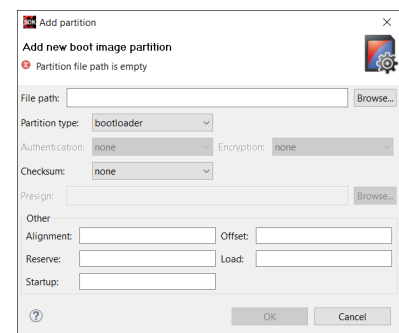 SDK Add partition
Add new boot image partition
Partition file path is empty
File path: Browse...
Partition type: bootloader
Authentication: none Encryption: none
Checksum: none
Presign: Browse...
Other
Alignment: Offset:
Reserve: Load:
Startup:
? OK Cancel